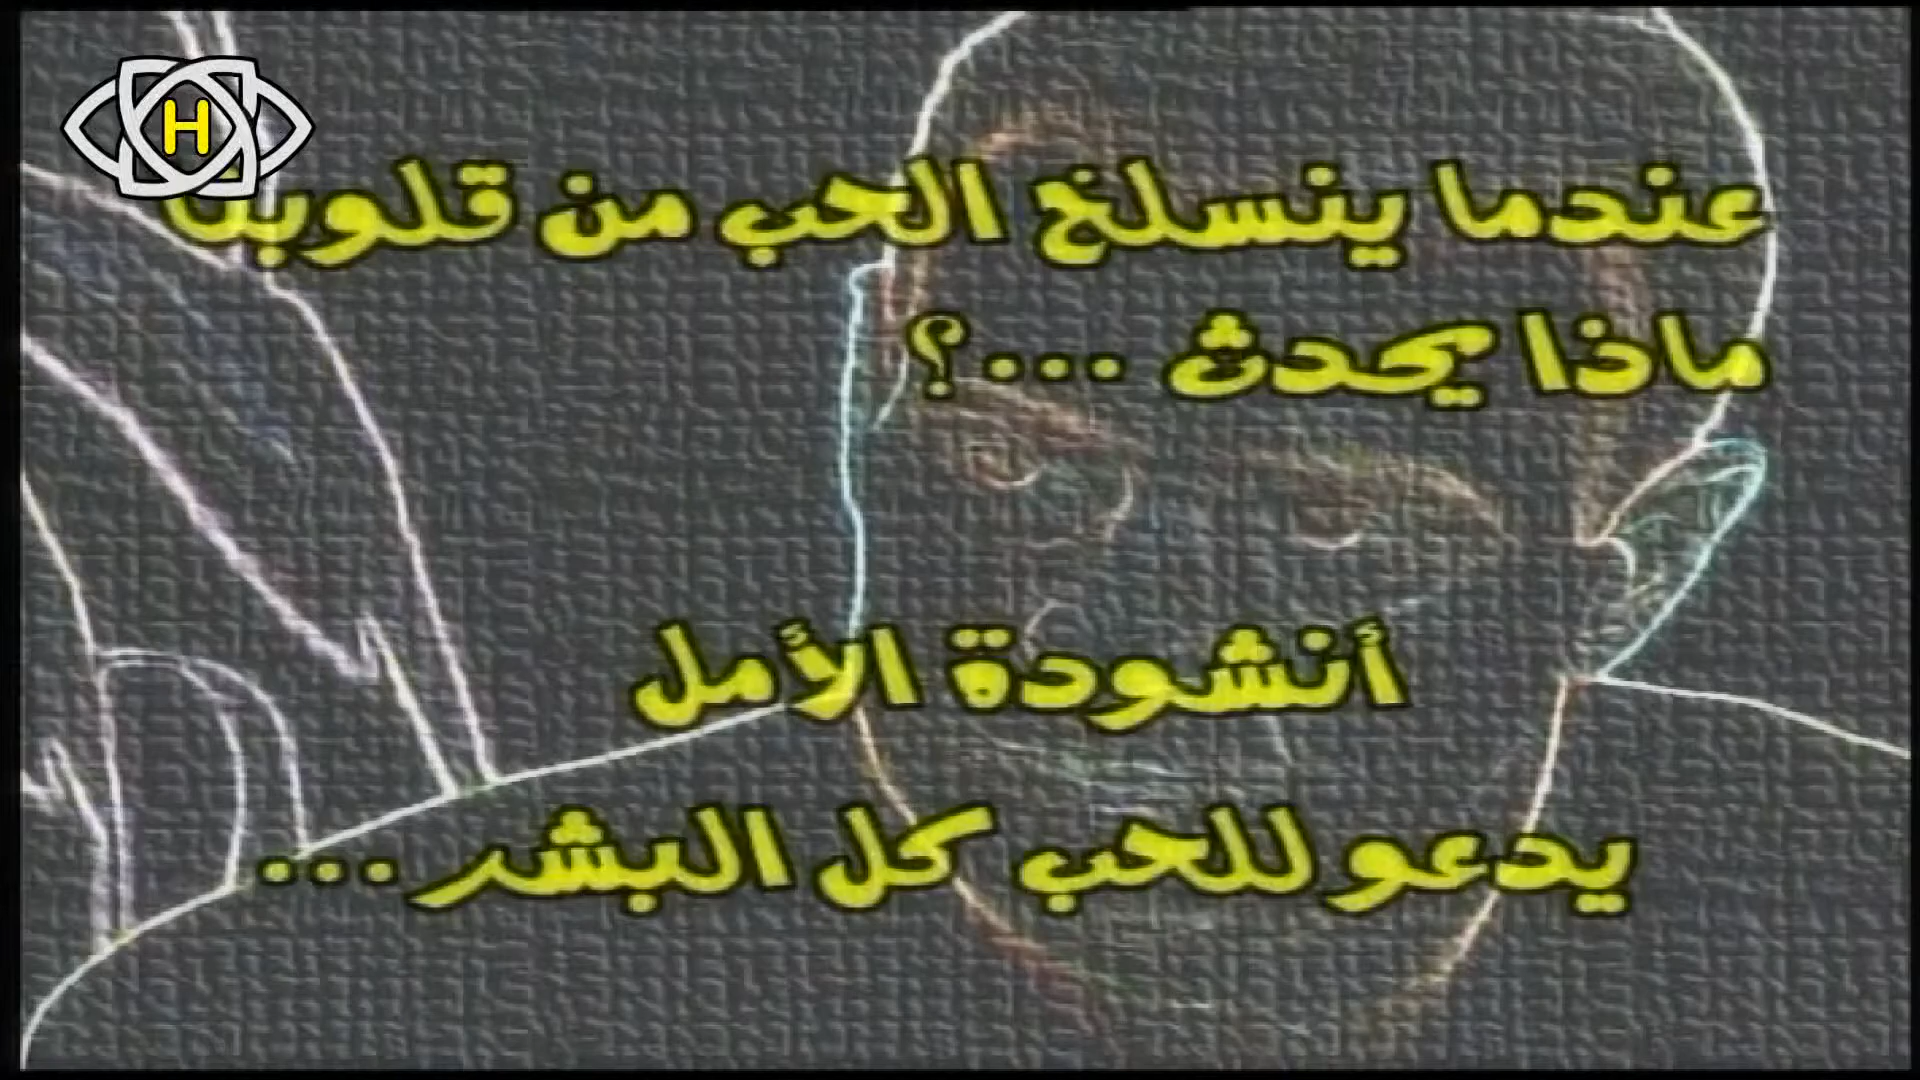 H
عندما ينسلخ الحب من قلوبنا
ماذا يحدث ...؟
أنشودة الأمل
يدعو للحب كل البشر ...